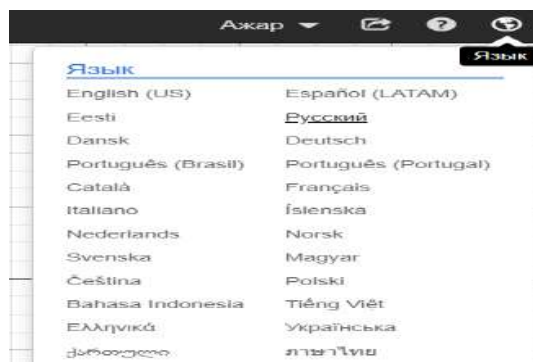 Ажар
Язык
Язык
English (US) Español (LATAM)
Eesti Русский
Dansk Deutsch
Português (Brasil) Português (Portugal)
Català Français
Italiano Íslenska
Nederlands Norsk
Svenska Magyar
Čeština Polski
Bahasa Indonesia Tiếng Việt
Ελληνικά Українська
ქართული ภาษาไทย